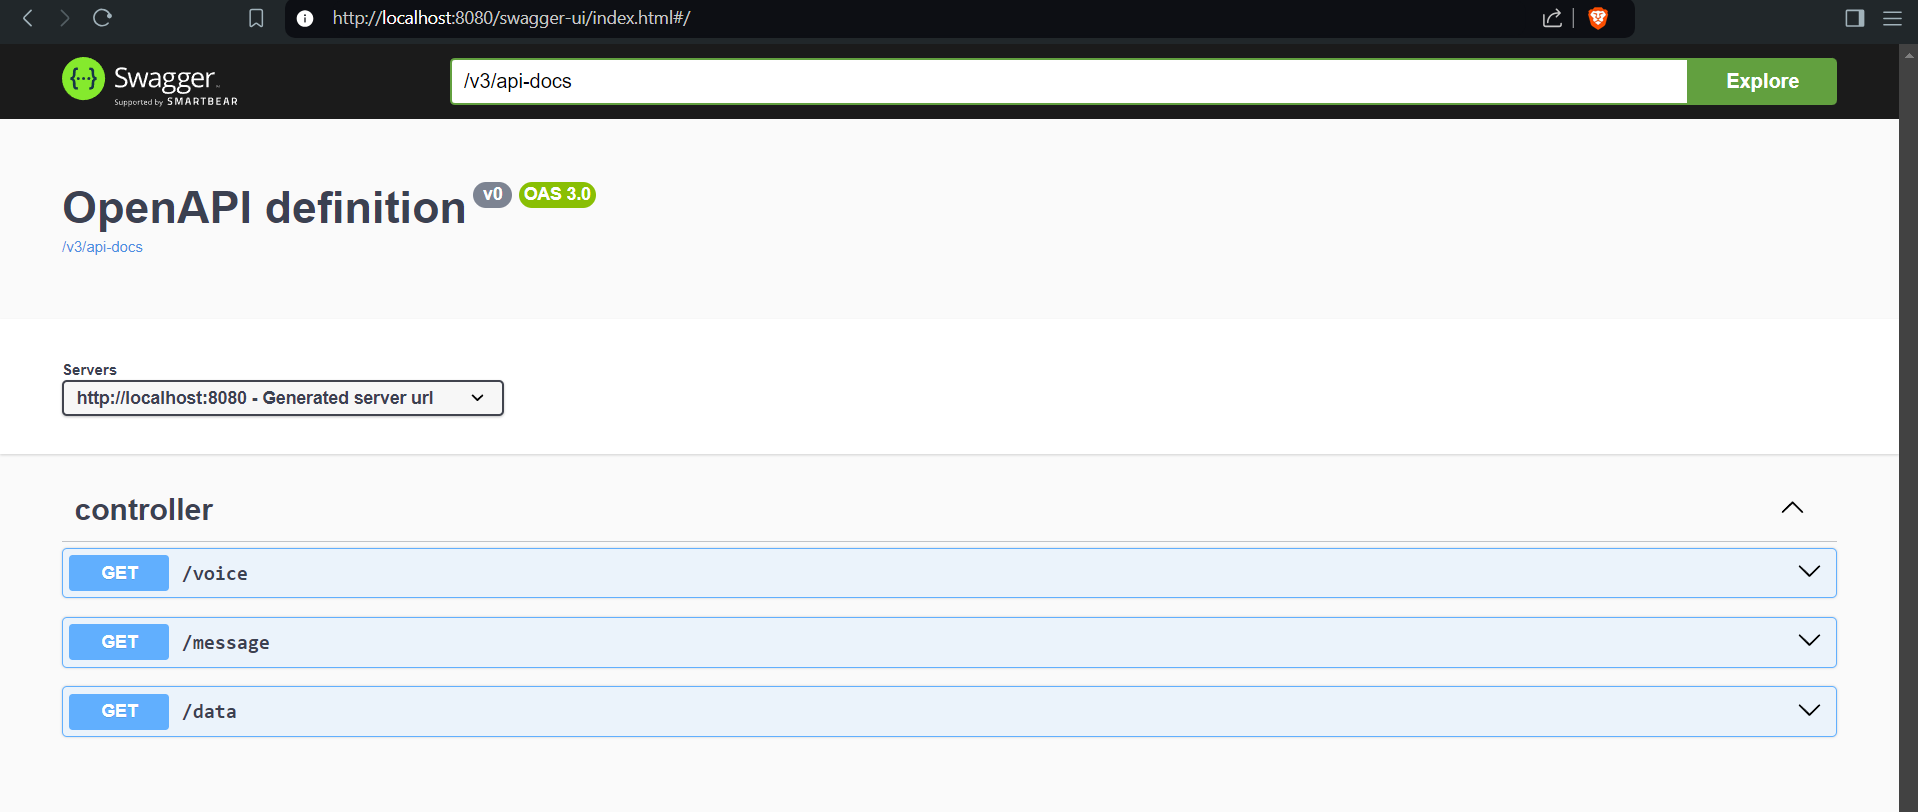 http://localhost:8080/swagger-ui/index.html#/
Swagger
Supported by SMARTBEAR
/v3/api-docs
Explore
OpenAPI definition v0 OAS 3.0
/v3/api-docs
Servers
http://localhost:8080 - Generated server url
controller
GET /voice
GET /message
GET /data